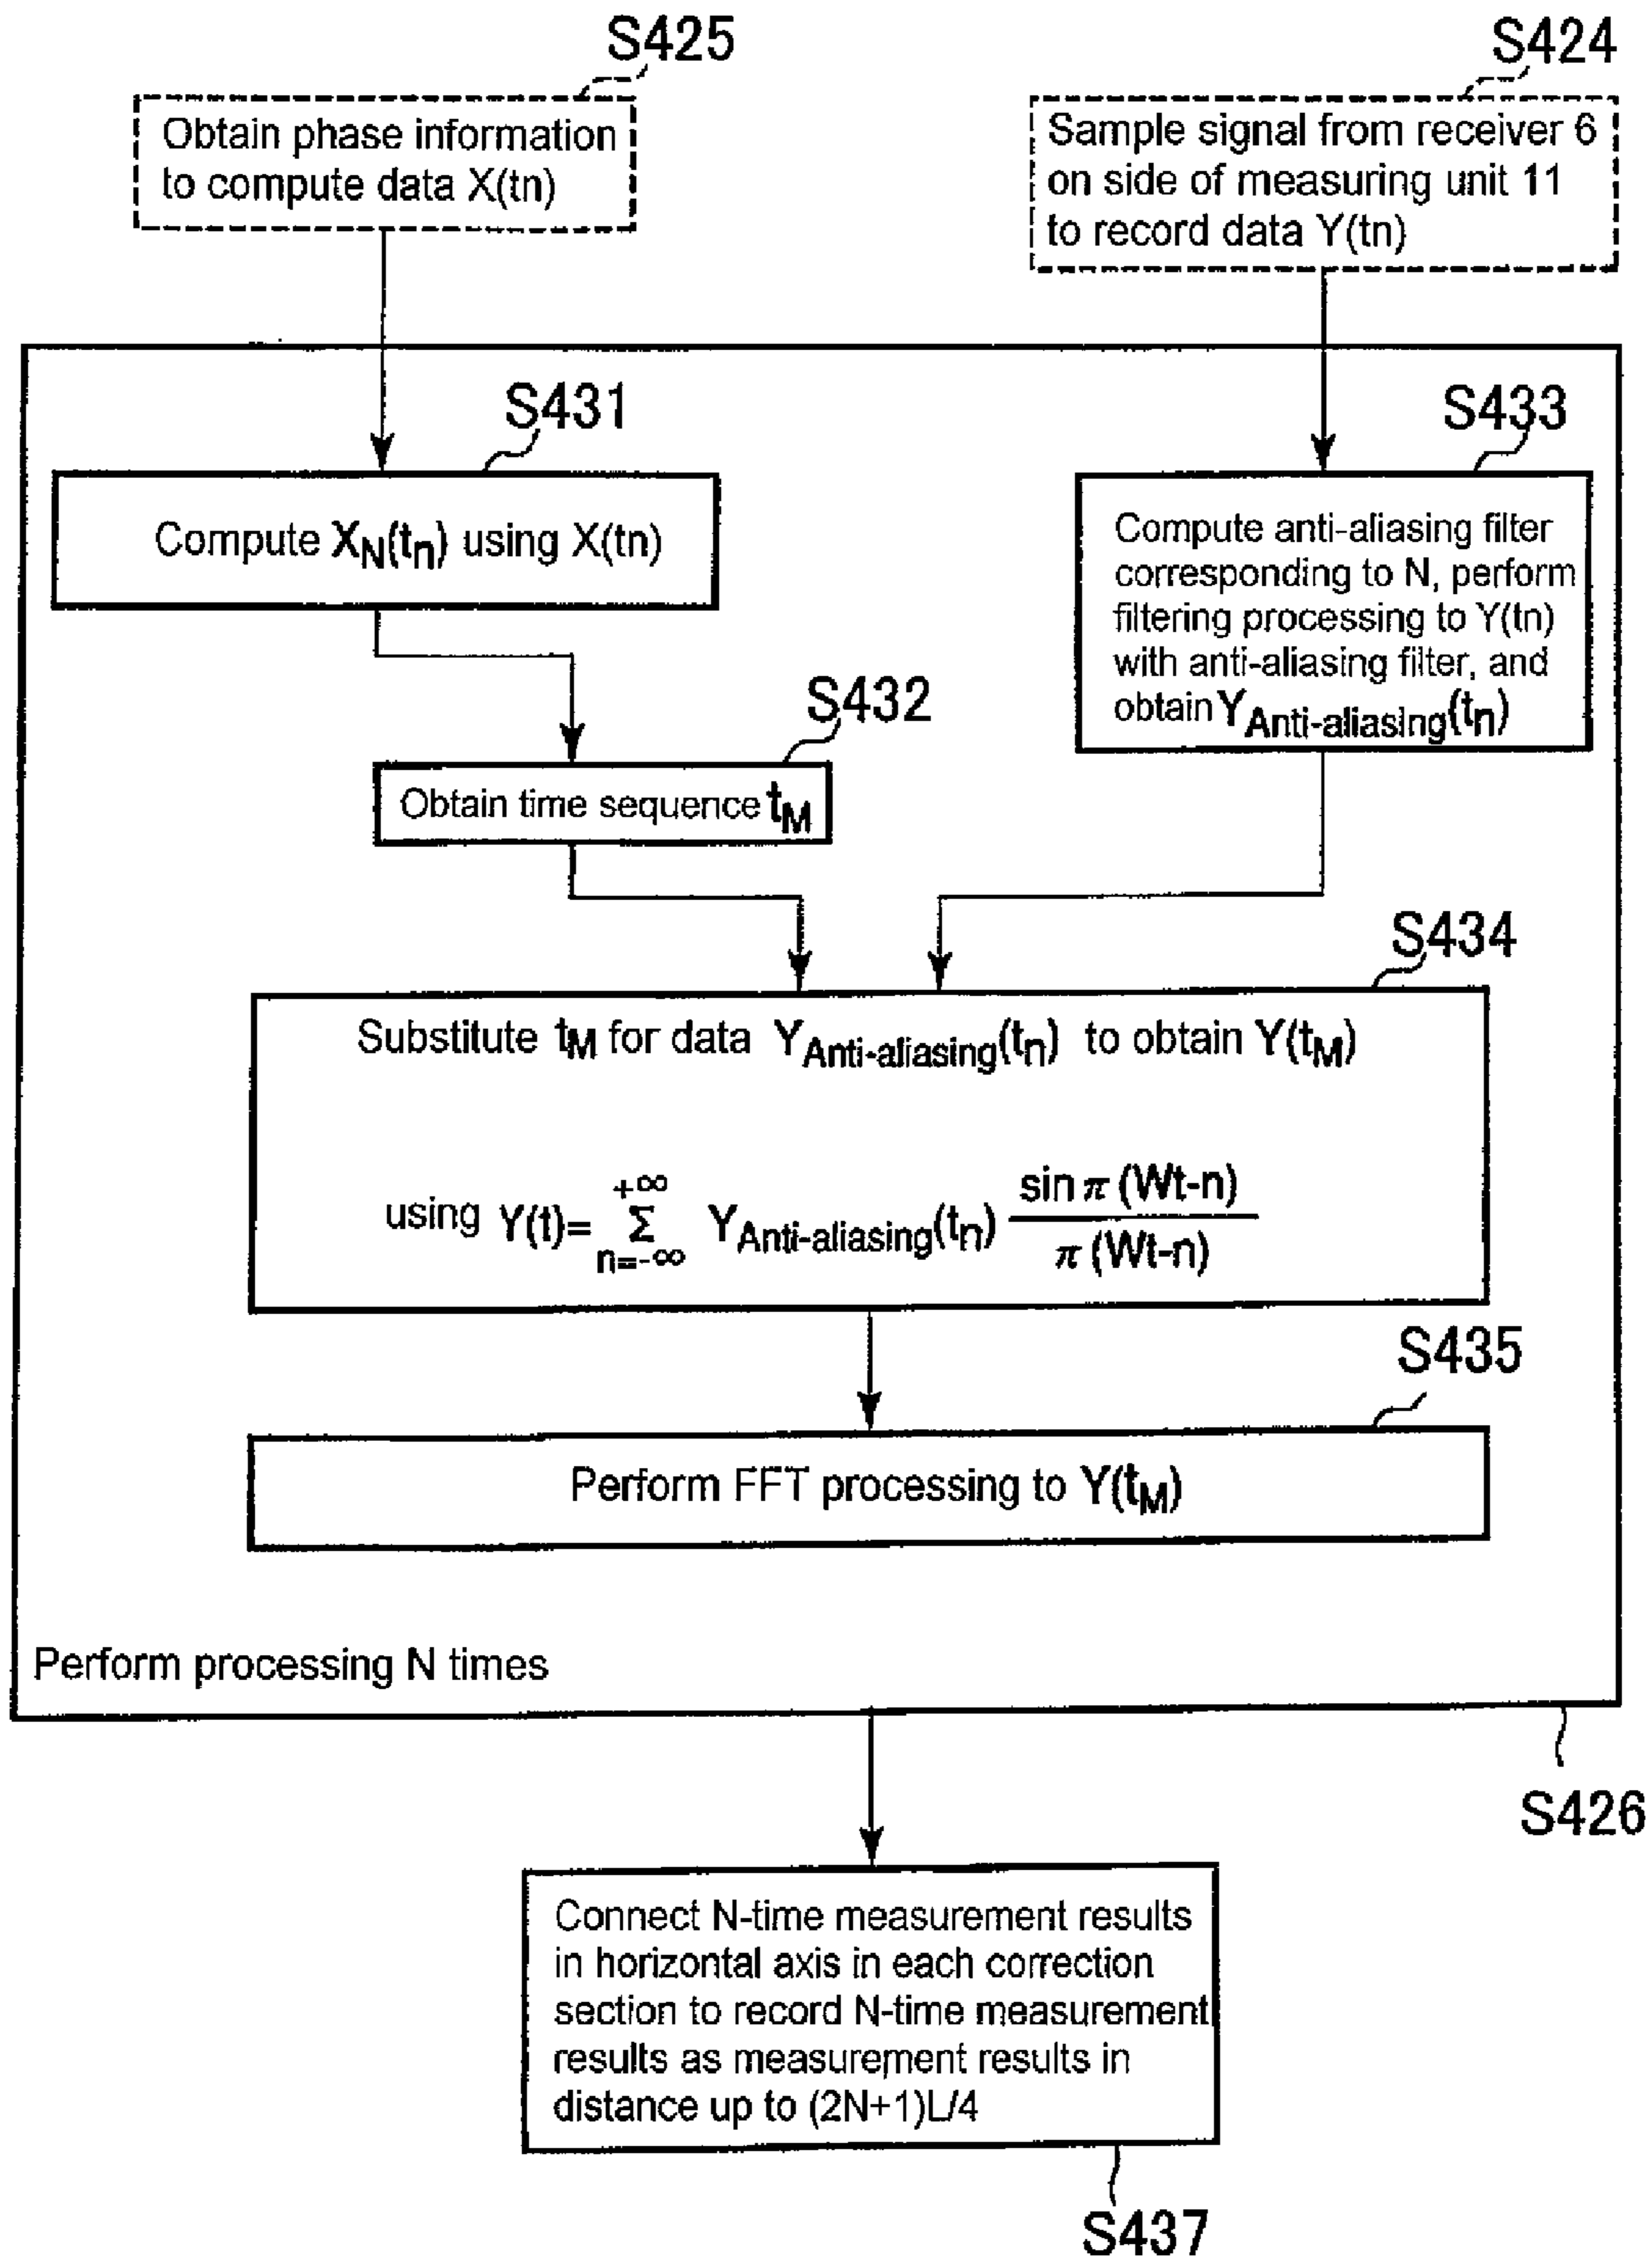 S425
Obtain phase information
to compute data X(tn)
S424
Sample signal from receiver 6
on side of measuring unit 11
to record data Y(tn)
S431
Compute X_N(t_n) using X(tn)
S433
Compute anti-aliasing filter
corresponding to N, perform
filtering processing to Y(tn)
with anti-aliasing filter, and
obtain Y_Anti-aliasing(t_n)
S432
Obtain time sequence t_M
S434
Substitute t_M for data Y_Anti-aliasing(t_n) to obtain Y(t_M)
using Y(t)= Σ_{n=-∞}^{+∞} Y_Anti-aliasing(t_n) sin π (Wt-n) / π (Wt-n)
S435
Perform FFT processing to Y(t_M)
Perform processing N times
S426
Connect N-time measurement results
in horizontal axis in each correction
section to record N-time measurement
results as measurement results in
distance up to (2N+1)L/4
S437